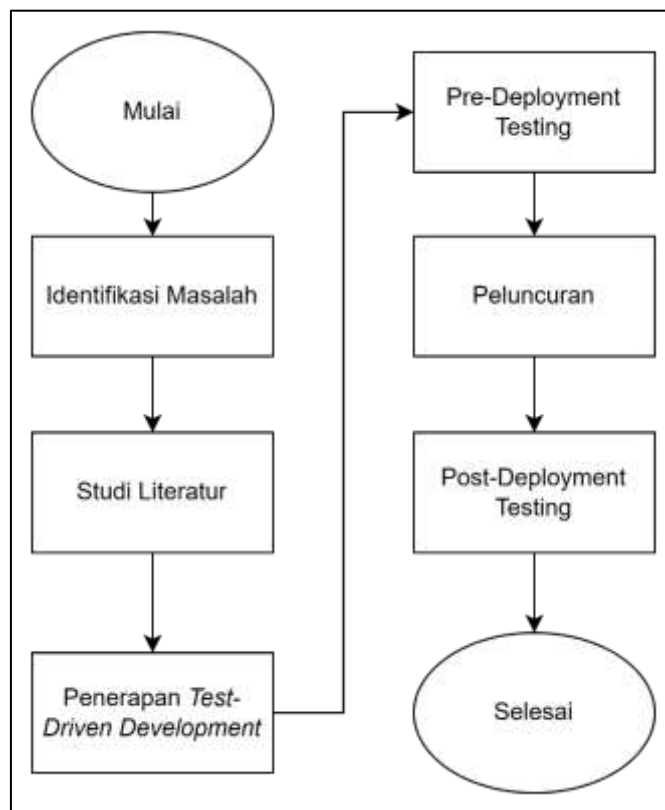 Mulai
Identifikasi Masalah
Studi Literatur
Penerapan Test-
Driven Development
Pre-Deployment
Testing
Peluncuran
Post-Deployment
Testing
Selesai